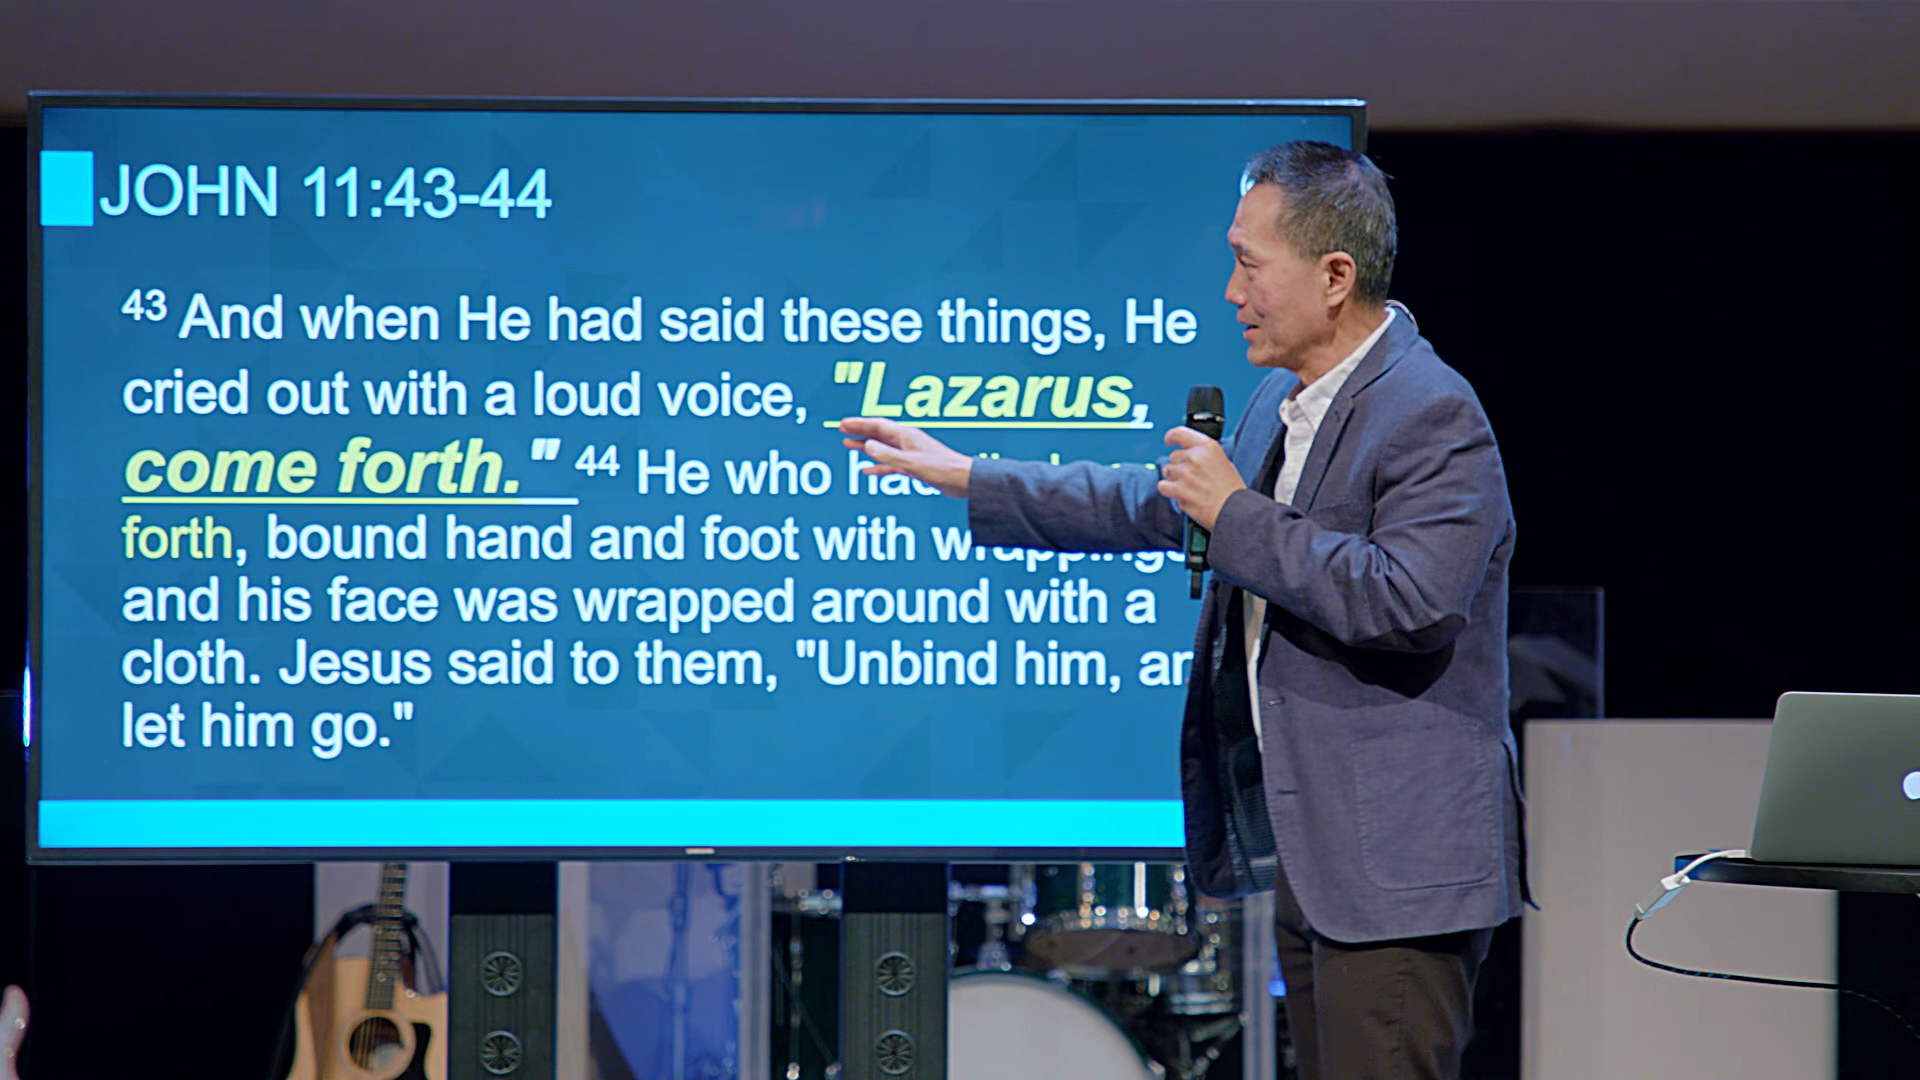 JOHN 11:43-44
43 And when He had said these things, He
cried out with a loud voice, "Lazarus,
come forth." 44 He who had
forth, bound hand and foot with wrappings
and his face was wrapped around with a
cloth. Jesus said to them, "Unbind him,
let him go."